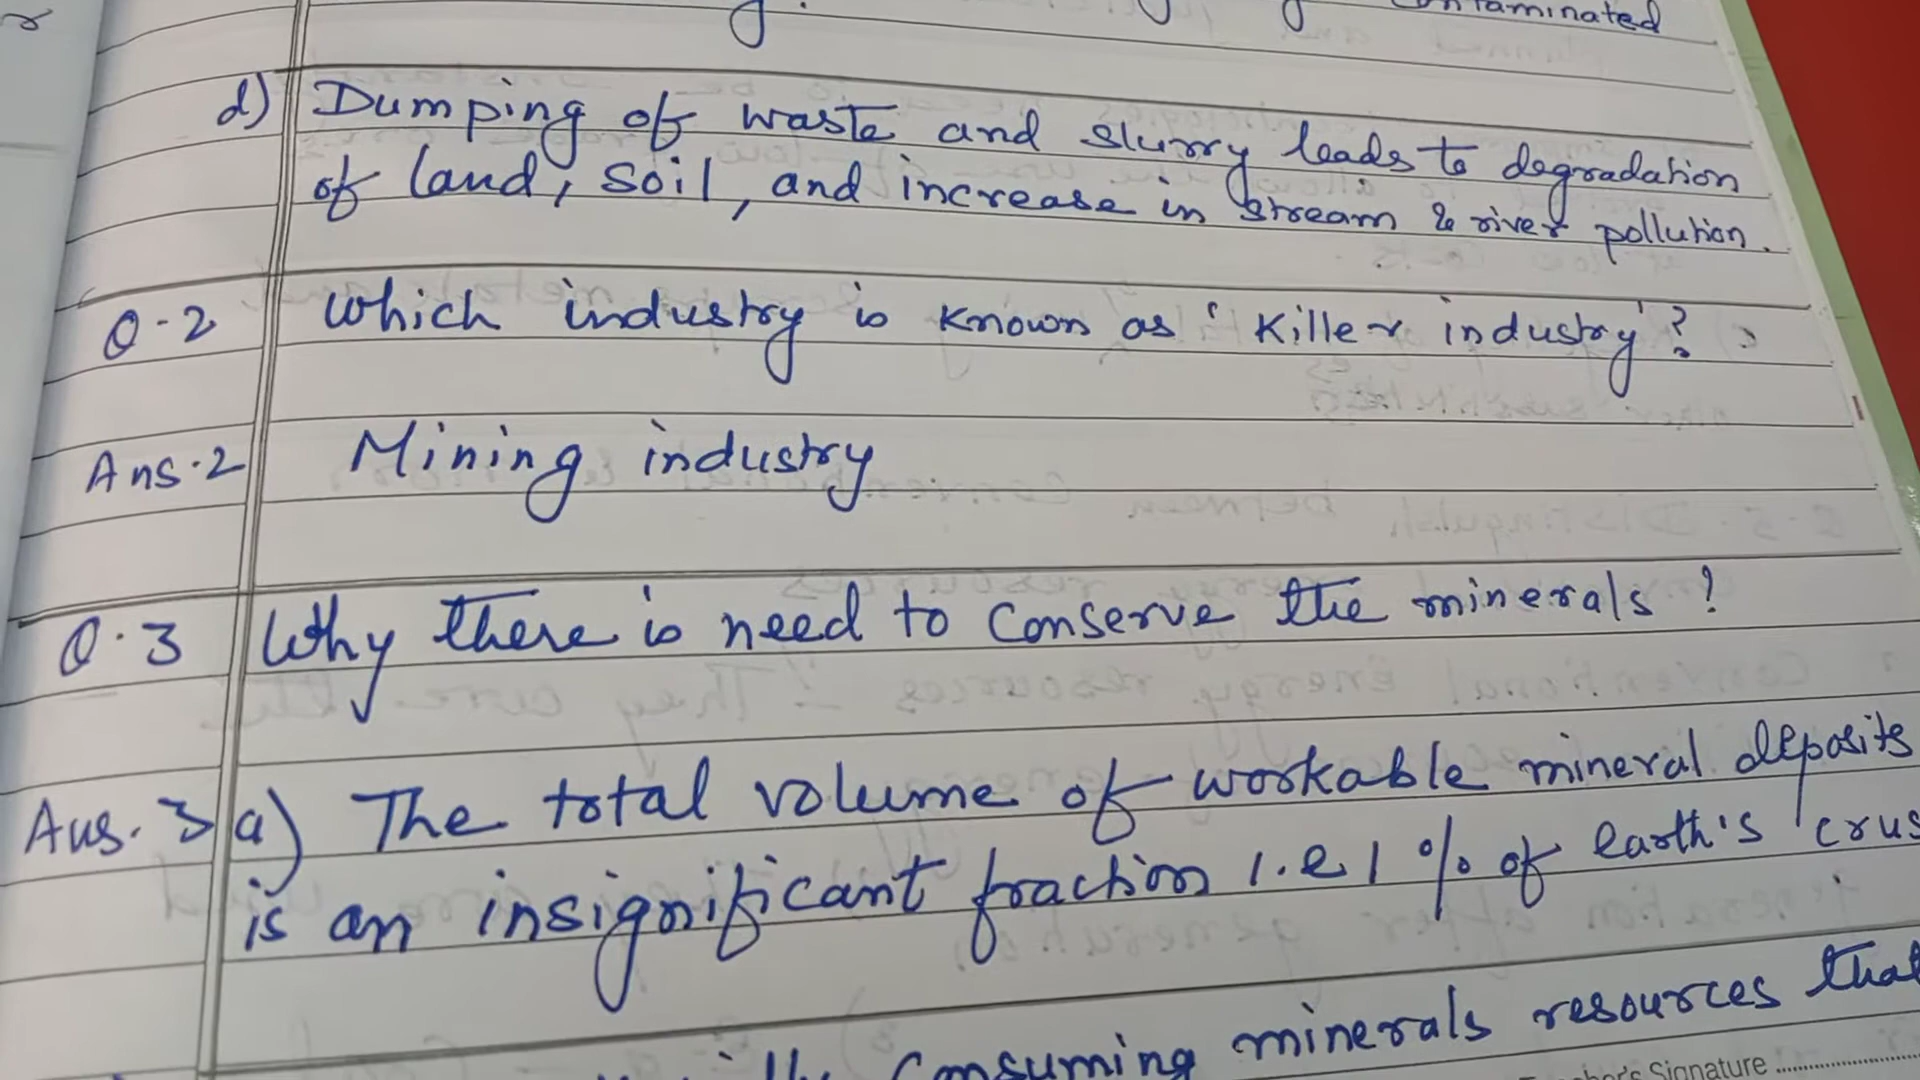 contaminated
d) Dumping of waste and slurry leads to degradation
of land, soil, and increase in stream & river pollution.
Q.2 Which industry is known as 'Killer industry'?
Ans.2 Mining industry
Q.3 Why there is need to conserve the minerals?
Ans.3 a) The total volume of workable mineral deposits
is an insignificant fraction i.e 1% of earth's crus
consuming minerals resources that
Signature